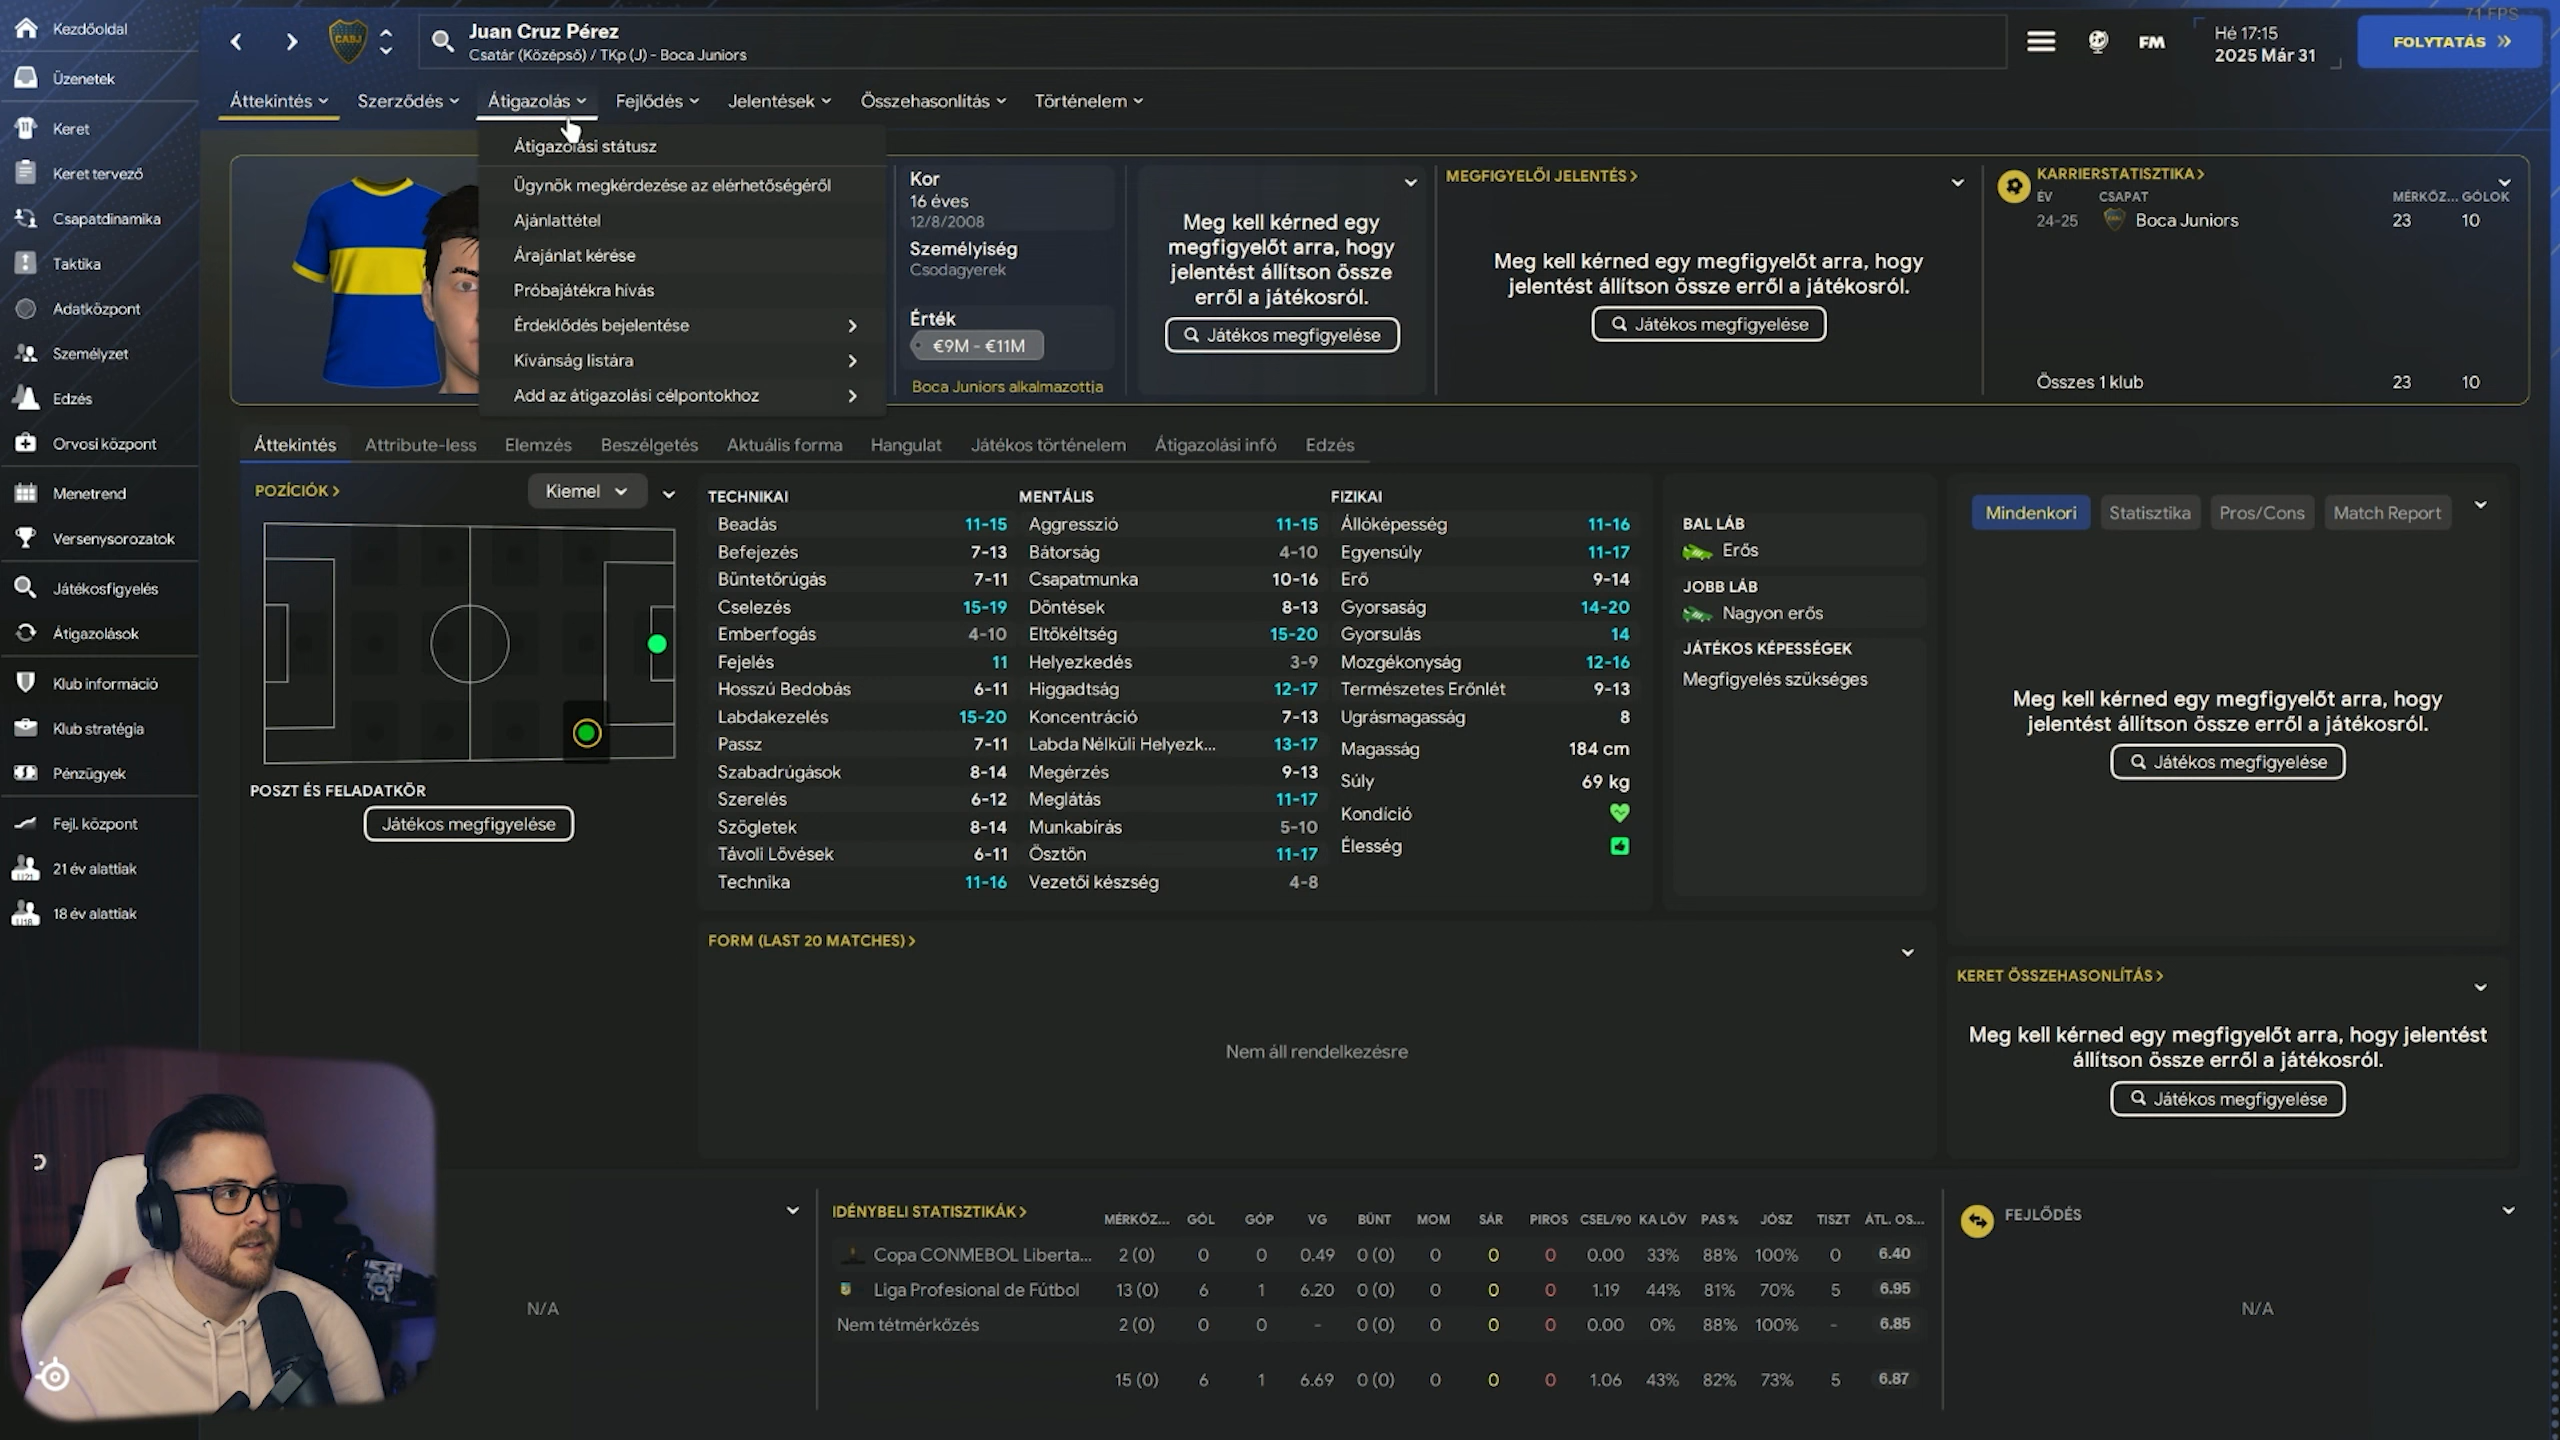 71 FPS
Kezdőoldal
Üzenetek
Keret
Keret tervező
Csapatdinamika
Taktika
Adatközpont
Személyzet
Edzés
Orvosi központ
Menetrend
Versenysorozatok
Játékosfigyelés
Átigazolások
Klub információ
Klub stratégia
Pénzügyek
Fejl. központ
21 év alattiak
18 év alattiak
Juan Cruz Pérez
Csatár (Középső) / TKp (J) - Boca Juniors
FM
Hé 17:15
2025 Már 31
FOLYTATÁS
Áttekintés Szerződés Átigazolás Fejlődés Jelentések Összehasonlítás Történelem
Átigazolási státusz
Ügynök megkérdezése az elérhetőségéről
Ajánlattétel
Árajánlat kérése
Próbajátékra hívás
Érdeklődés bejelentése
Kívánság listára
Add az átigazolási célpontokhoz
Kor
16 éves
12/8/2008
Személyiség
Csodagyerek
Érték
€9M - €11M
Boca Juniors alkalmazottja
Meg kell kérned egy
megfigyelőt arra, hogy
jelentést állítson össze
erről a játékosról.
Játékos megfigyelése
MEGFIGYELŐI JELENTÉS
Meg kell kérned egy megfigyelőt arra, hogy
jelentést állítson össze erről a játékosról.
Játékos megfigyelése
KARRIERSTATISZTIKA
ÉV CSAPAT MÉRKŐZ... GÓLOK
24-25 Boca Juniors 23 10
Összes 1 klub 23 10
Áttekintés Attribute-less Elemzés Beszélgetés Aktuális forma Hangulat Játékos történelem Átigazolási infó Edzés
POZÍCIÓK
Kiemel
POSZT ÉS FELADATKÖR
Játékos megfigyelése
TECHNIKAI
Beadás 11-15
Befejezés 7-13
Büntetőrúgás 7-11
Cselezés 15-19
Emberfogás 4-10
Fejelés 11
Hosszú Bedobás 6-11
Labdakezelés 15-20
Passz 7-11
Szabadrúgások 8-14
Szerelés 6-12
Szögletek 8-14
Távoli Lövések 6-11
Technika 11-16
MENTÁLIS
Aggresszió 11-15
Bátorság 4-10
Csapatmunka 10-16
Döntések 8-13
Eltökéltség 15-20
Helyezkedés 3-9
Higgadtság 12-17
Koncentráció 7-13
Labda Nélküli Helyezk... 13-17
Megérzés 9-13
Meglátás 11-17
Munkabírás 5-10
Ösztön 11-17
Vezetői készség 4-8
FIZIKAI
Állóképesség 11-16
Egyensúly 11-17
Erő 9-14
Gyorsaság 14-20
Gyorsulás 14
Mozgékonyság 12-16
Természetes Erőnlét 9-13
Ugrásmagasság 8
Magasság 184 cm
Súly 69 kg
Kondíció
Élesség
BAL LÁB
Erős
JOBB LÁB
Nagyon erős
JÁTÉKOS KÉPESSÉGEK
Megfigyelés szükséges
Mindenkori Statisztika Pros/Cons Match Report
Meg kell kérned egy megfigyelőt arra, hogy
jelentést állítson össze erről a játékosról.
Játékos megfigyelése
FORM (LAST 20 MATCHES)
Nem áll rendelkezésre
KERET ÖSSZEHASONLÍTÁS
Meg kell kérned egy megfigyelőt arra, hogy jelentést
állítson össze erről a játékosról.
Játékos megfigyelése
N/A
IDÉNYBELI STATISZTIKÁK MÉRKŐZ... GÓL GÓP VG BÜNT MOM SÁR PIROS CSEL/90 KA LÖV PAS % JÓSZ TISZT ÁTL. OS...
Copa CONMEBOL Liberta... 2 (0) 0 0 0.49 0 (0) 0 0 0 0.00 33% 88% 100% 0 6.40
Liga Profesional de Fútbol 13 (0) 6 1 6.20 0 (0) 0 0 0 1.19 44% 81% 70% 5 6.95
Nem tétmérkőzés 2 (0) 0 0 - 0 (0) 0 0 0 0.00 0% 88% 100% - 6.85
15 (0) 6 1 6.69 0 (0) 0 0 0 1.06 43% 82% 73% 5 6.87
FEJLŐDÉS
N/A